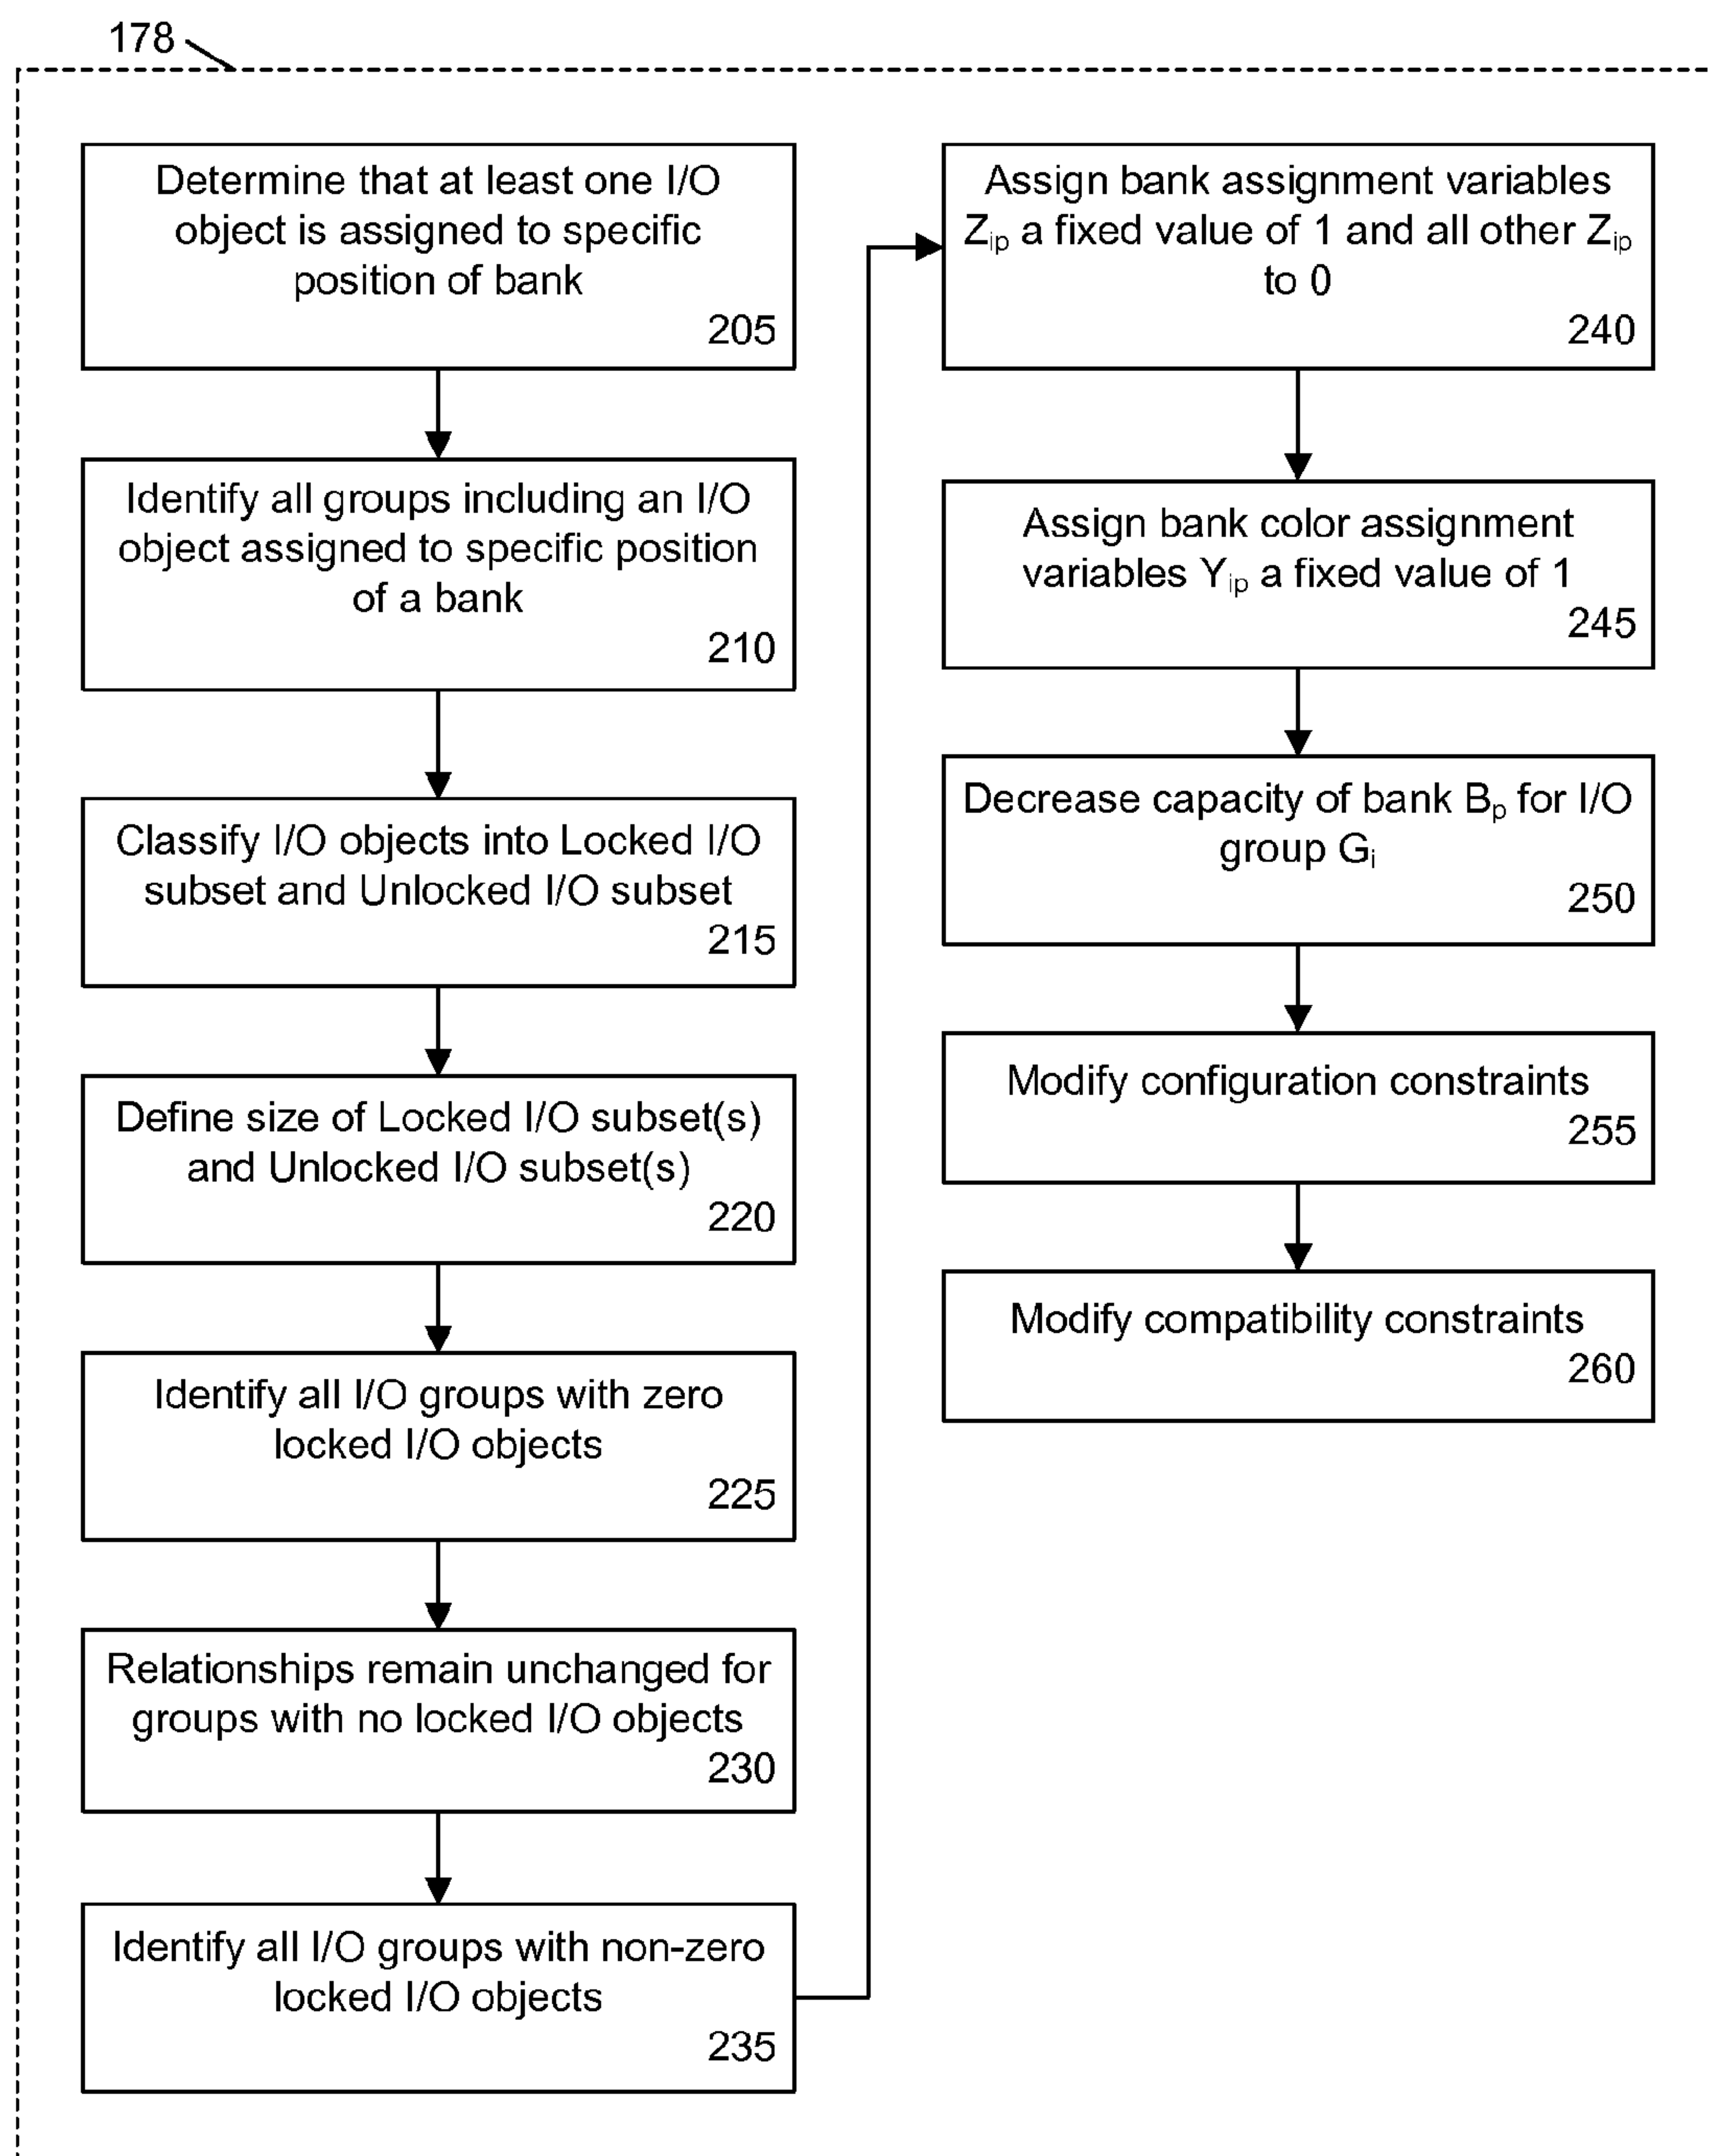 178
Determine that at least one I/O
object is assigned to specific
position of bank
205
Identify all groups including an I/O
object assigned to specific position
of a bank
210
Classify I/O objects into Locked I/O
subset and Unlocked I/O subset
215
Define size of Locked I/O subset(s)
and Unlocked I/O subset(s)
220
Identify all I/O groups with zero
locked I/O objects
225
Relationships remain unchanged for
groups with no locked I/O objects
230
Identify all I/O groups with non-zero
locked I/O objects
235
Assign bank assignment variables
Zip a fixed value of 1 and all other Zip
to 0
240
Assign bank color assignment
variables Yip a fixed value of 1
245
Decrease capacity of bank Bp for I/O
group Gi
250
Modify configuration constraints
255
Modify compatibility constraints
260